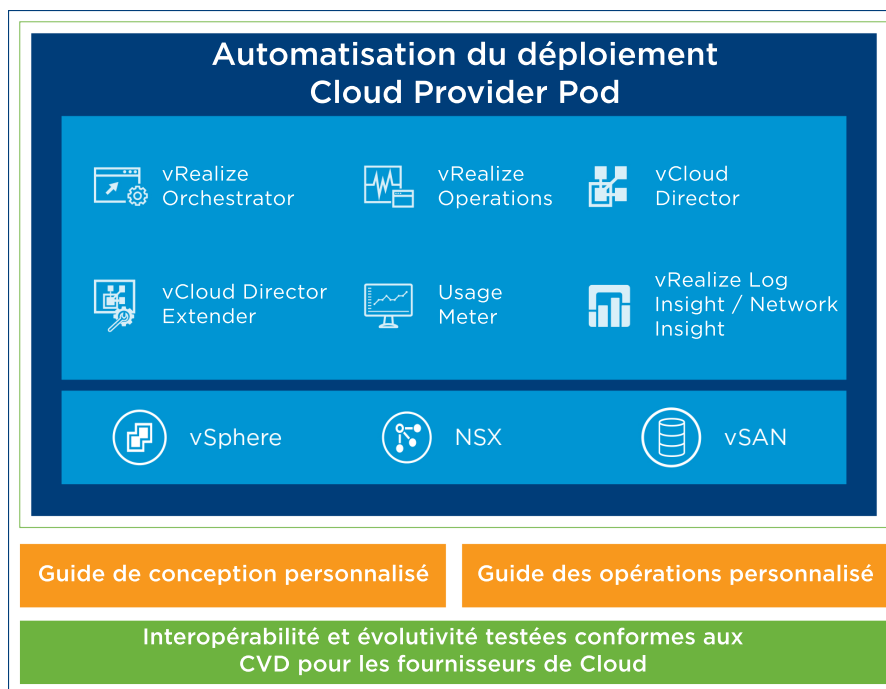 Automatisation du déploiement
Cloud Provider Pod
vRealize
Orchestrator
vRealize
Operations
vCloud
Director
vCloud Director
Extender
Usage
Meter
vRealize Log
Insight / Network
Insight
vSphere
NSX
vSAN
Guide de conception personnalisé
Guide des opérations personnalisé
Interopérabilité et évolutivité testées conformes aux
CVD pour les fournisseurs de Cloud